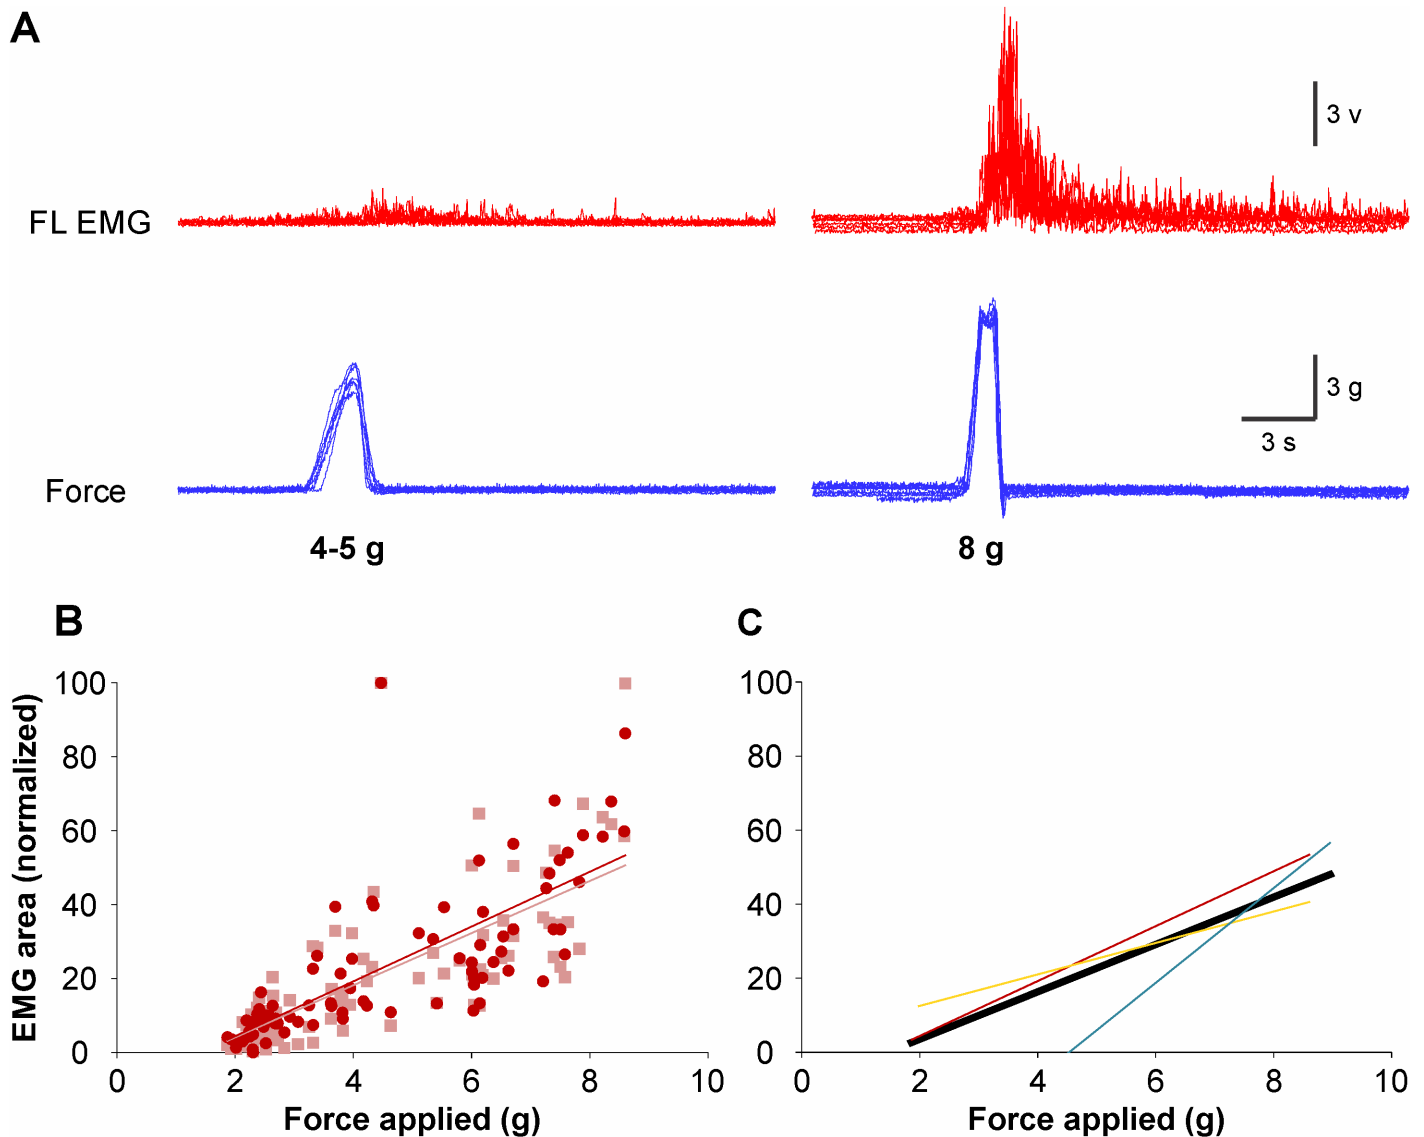 A
3 v
FL EMG
3 g
3 s
Force
4-5 g
8 g
B
C
EMG area (normalized)
100
80
60
40
20
0
0 2 4 6 8 10
Force applied (g)
100
80
60
40
20
0
0 2 4 6 8 10
Force applied (g)